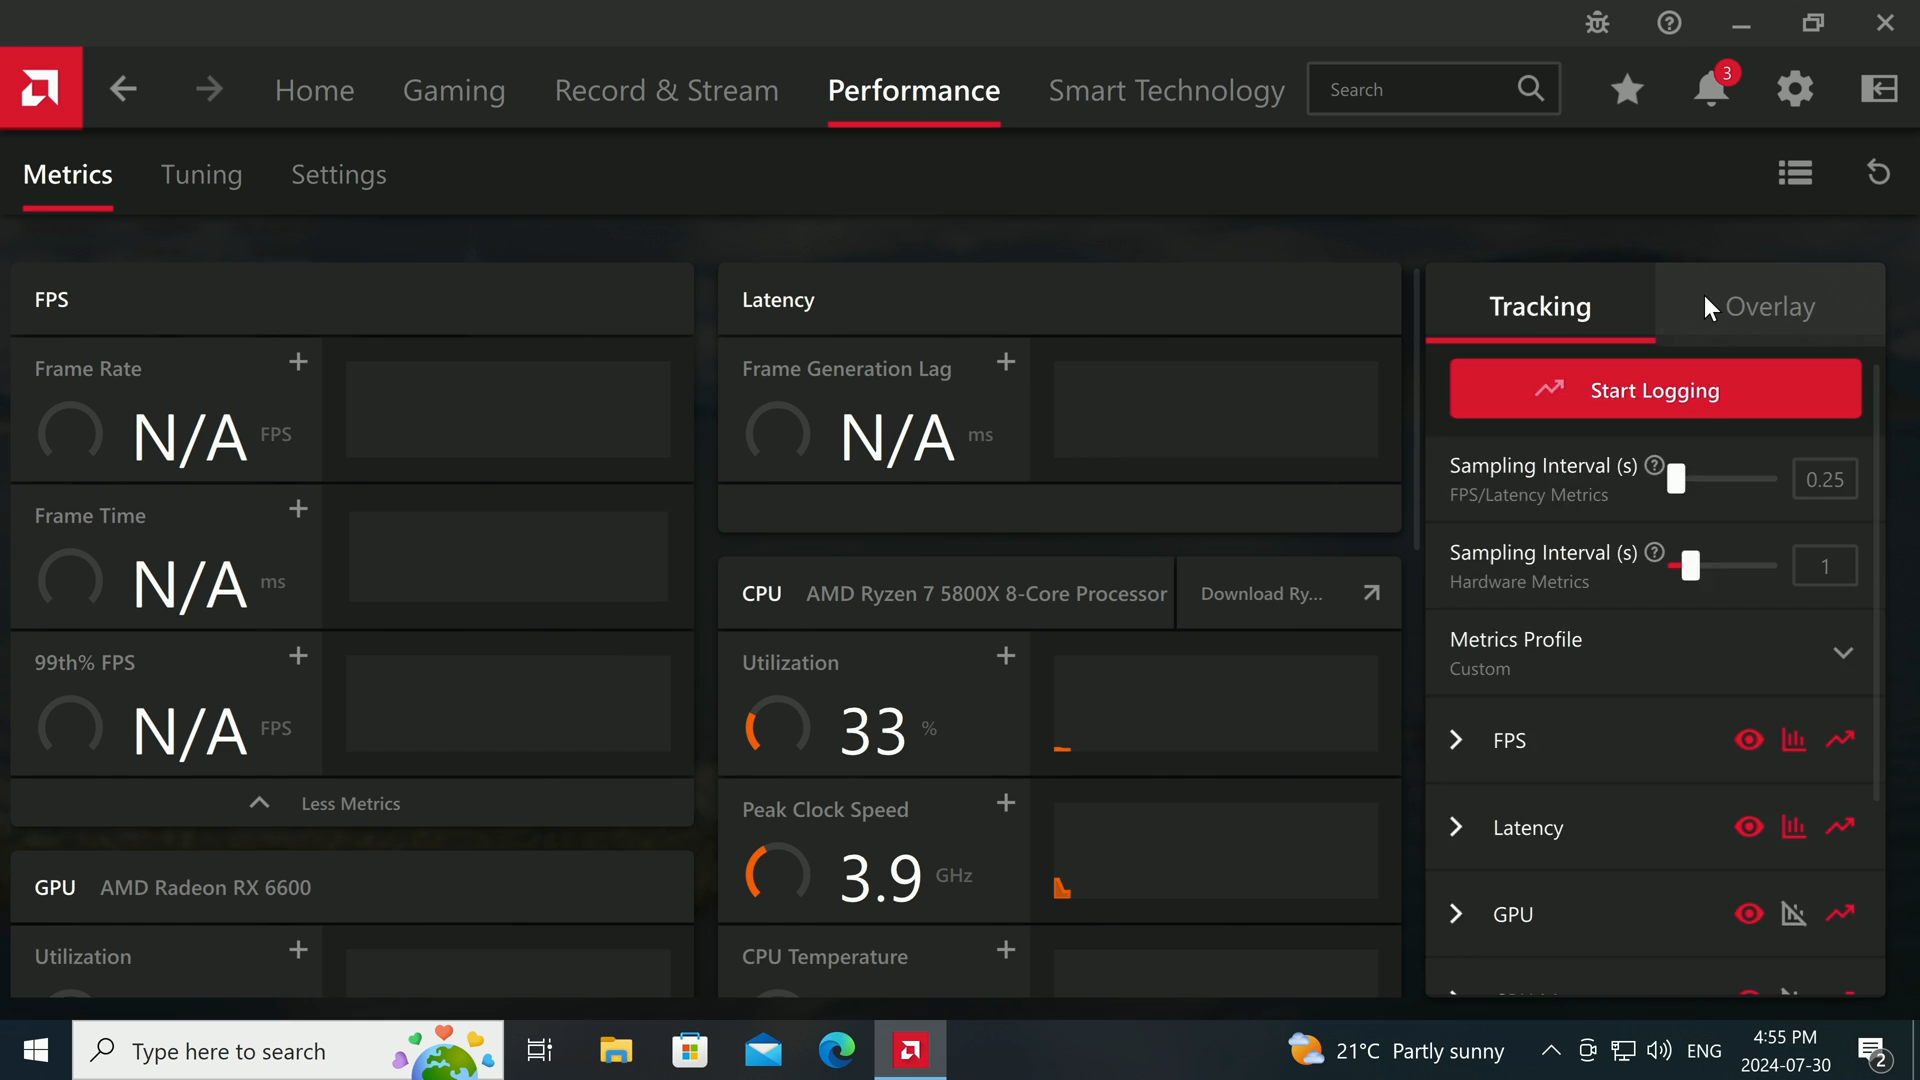 Home
Gaming
Record & Stream
Performance
Smart Technology
Search
3
Metrics
Tuning
Settings
FPS
Frame Rate
N/A FPS
Frame Time
N/A ms
99th% FPS
N/A FPS
Less Metrics
GPU AMD Radeon RX 6600
Utilization
Latency
Frame Generation Lag
N/A ms
CPU AMD Ryzen 7 5800X 8-Core Processor
Download Ry...
Utilization
33 %
Peak Clock Speed
3.9 GHz
CPU Temperature
Tracking
Overlay
Start Logging
Sampling Interval (s)
FPS/Latency Metrics
0.25
Sampling Interval (s)
Hardware Metrics
1
Metrics Profile
Custom
FPS
Latency
GPU
Type here to search
21°C Partly sunny
ENG
4:55 PM
2024-07-30
2